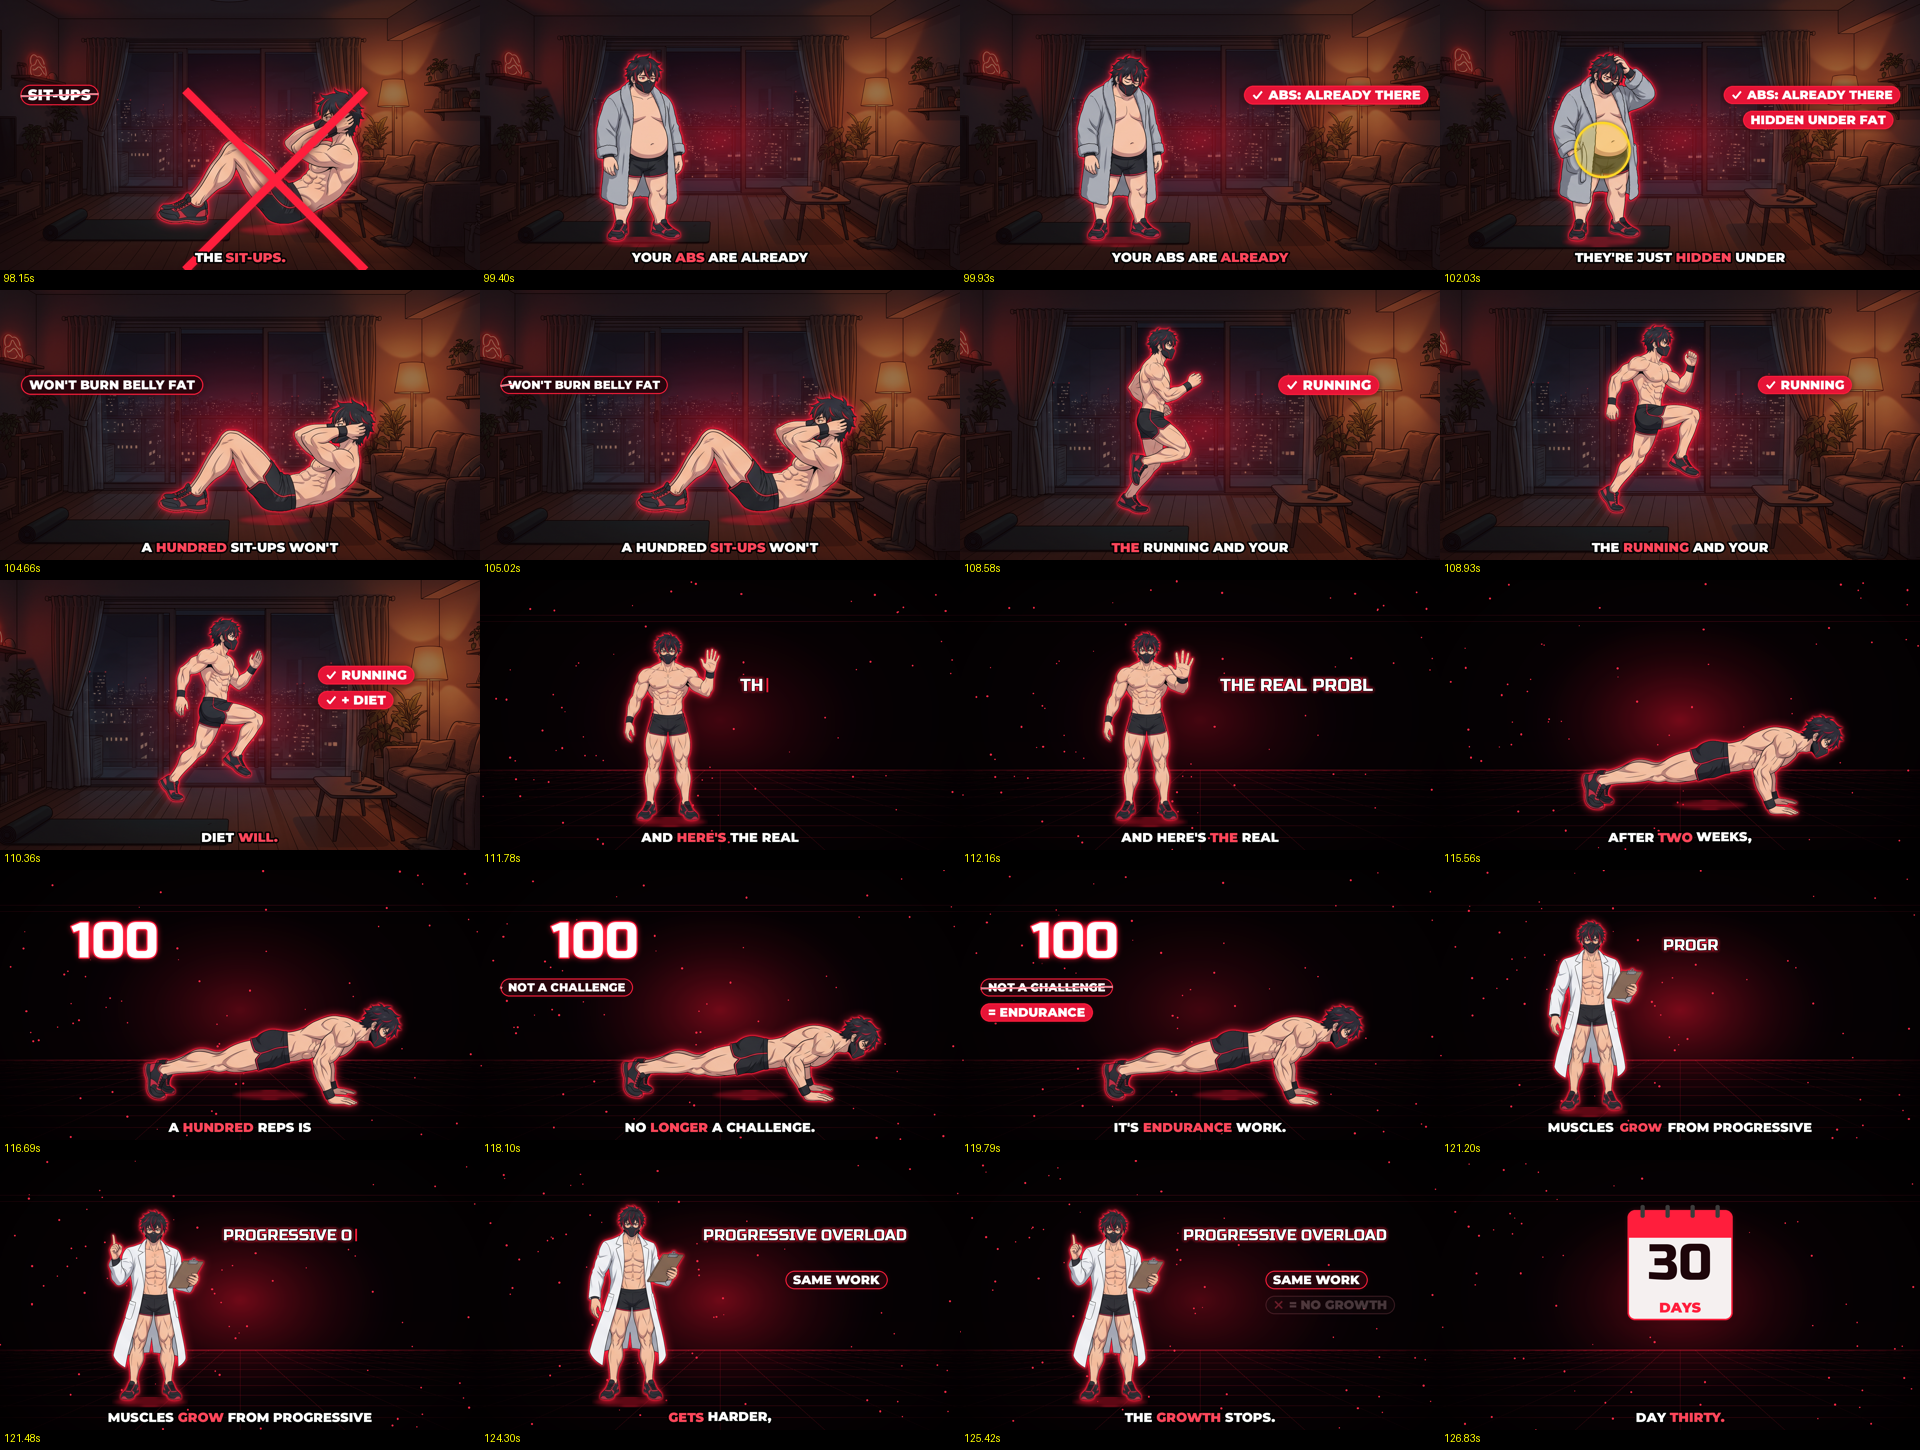 SIT-UPS
THE SIT-UPS.
98.15s
YOUR ABS ARE ALREADY
99.40s
✓ ABS: ALREADY THERE
YOUR ABS ARE ALREADY
99.93s
✓ ABS: ALREADY THERE
HIDDEN UNDER FAT
THEY'RE JUST HIDDEN UNDER
102.03s
WON'T BURN BELLY FAT
A HUNDRED SIT-UPS WON'T
104.66s
WON'T BURN BELLY FAT
A HUNDRED SIT-UPS WON'T
105.02s
✓ RUNNING
THE RUNNING AND YOUR
108.58s
✓ RUNNING
THE RUNNING AND YOUR
108.93s
✓ RUNNING
✓ + DIET
DIET WILL.
110.36s
TH
AND HERE'S THE REAL
111.78s
THE REAL PROBL
AND HERE'S THE REAL
112.16s
AFTER TWO WEEKS,
115.56s
100
A HUNDRED REPS IS
116.69s
100
NOT A CHALLENGE
NO LONGER A CHALLENGE.
118.10s
100
NOT A CHALLENGE
= ENDURANCE
IT'S ENDURANCE WORK.
119.79s
PROGR
MUSCLES GROW FROM PROGRESSIVE
121.20s
PROGRESSIVE O
MUSCLES GROW FROM PROGRESSIVE
121.48s
PROGRESSIVE OVERLOAD
SAME WORK
GETS HARDER,
124.30s
PROGRESSIVE OVERLOAD
SAME WORK
✕ = NO GROWTH
THE GROWTH STOPS.
125.42s
30
DAYS
DAY THIRTY.
126.83s